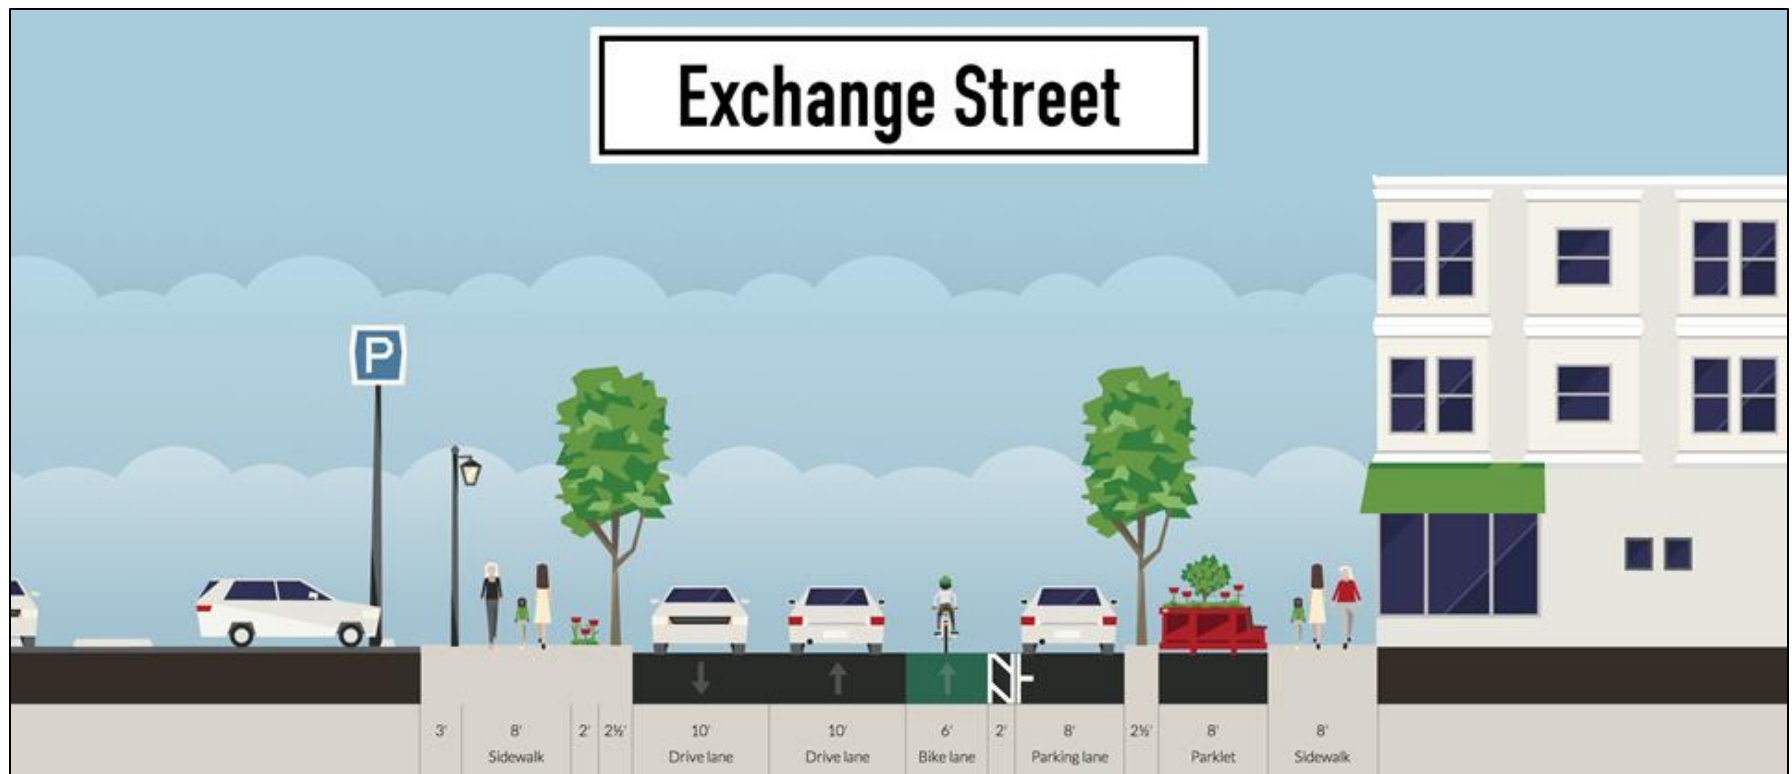 Exchange Street
P
3' 8' 2' 2½' 10' 10' 6' 2' 8' 2½' 8' 8'
Sidewalk Drive lane Drive lane Bike lane Parking lane Parklet Sidewalk